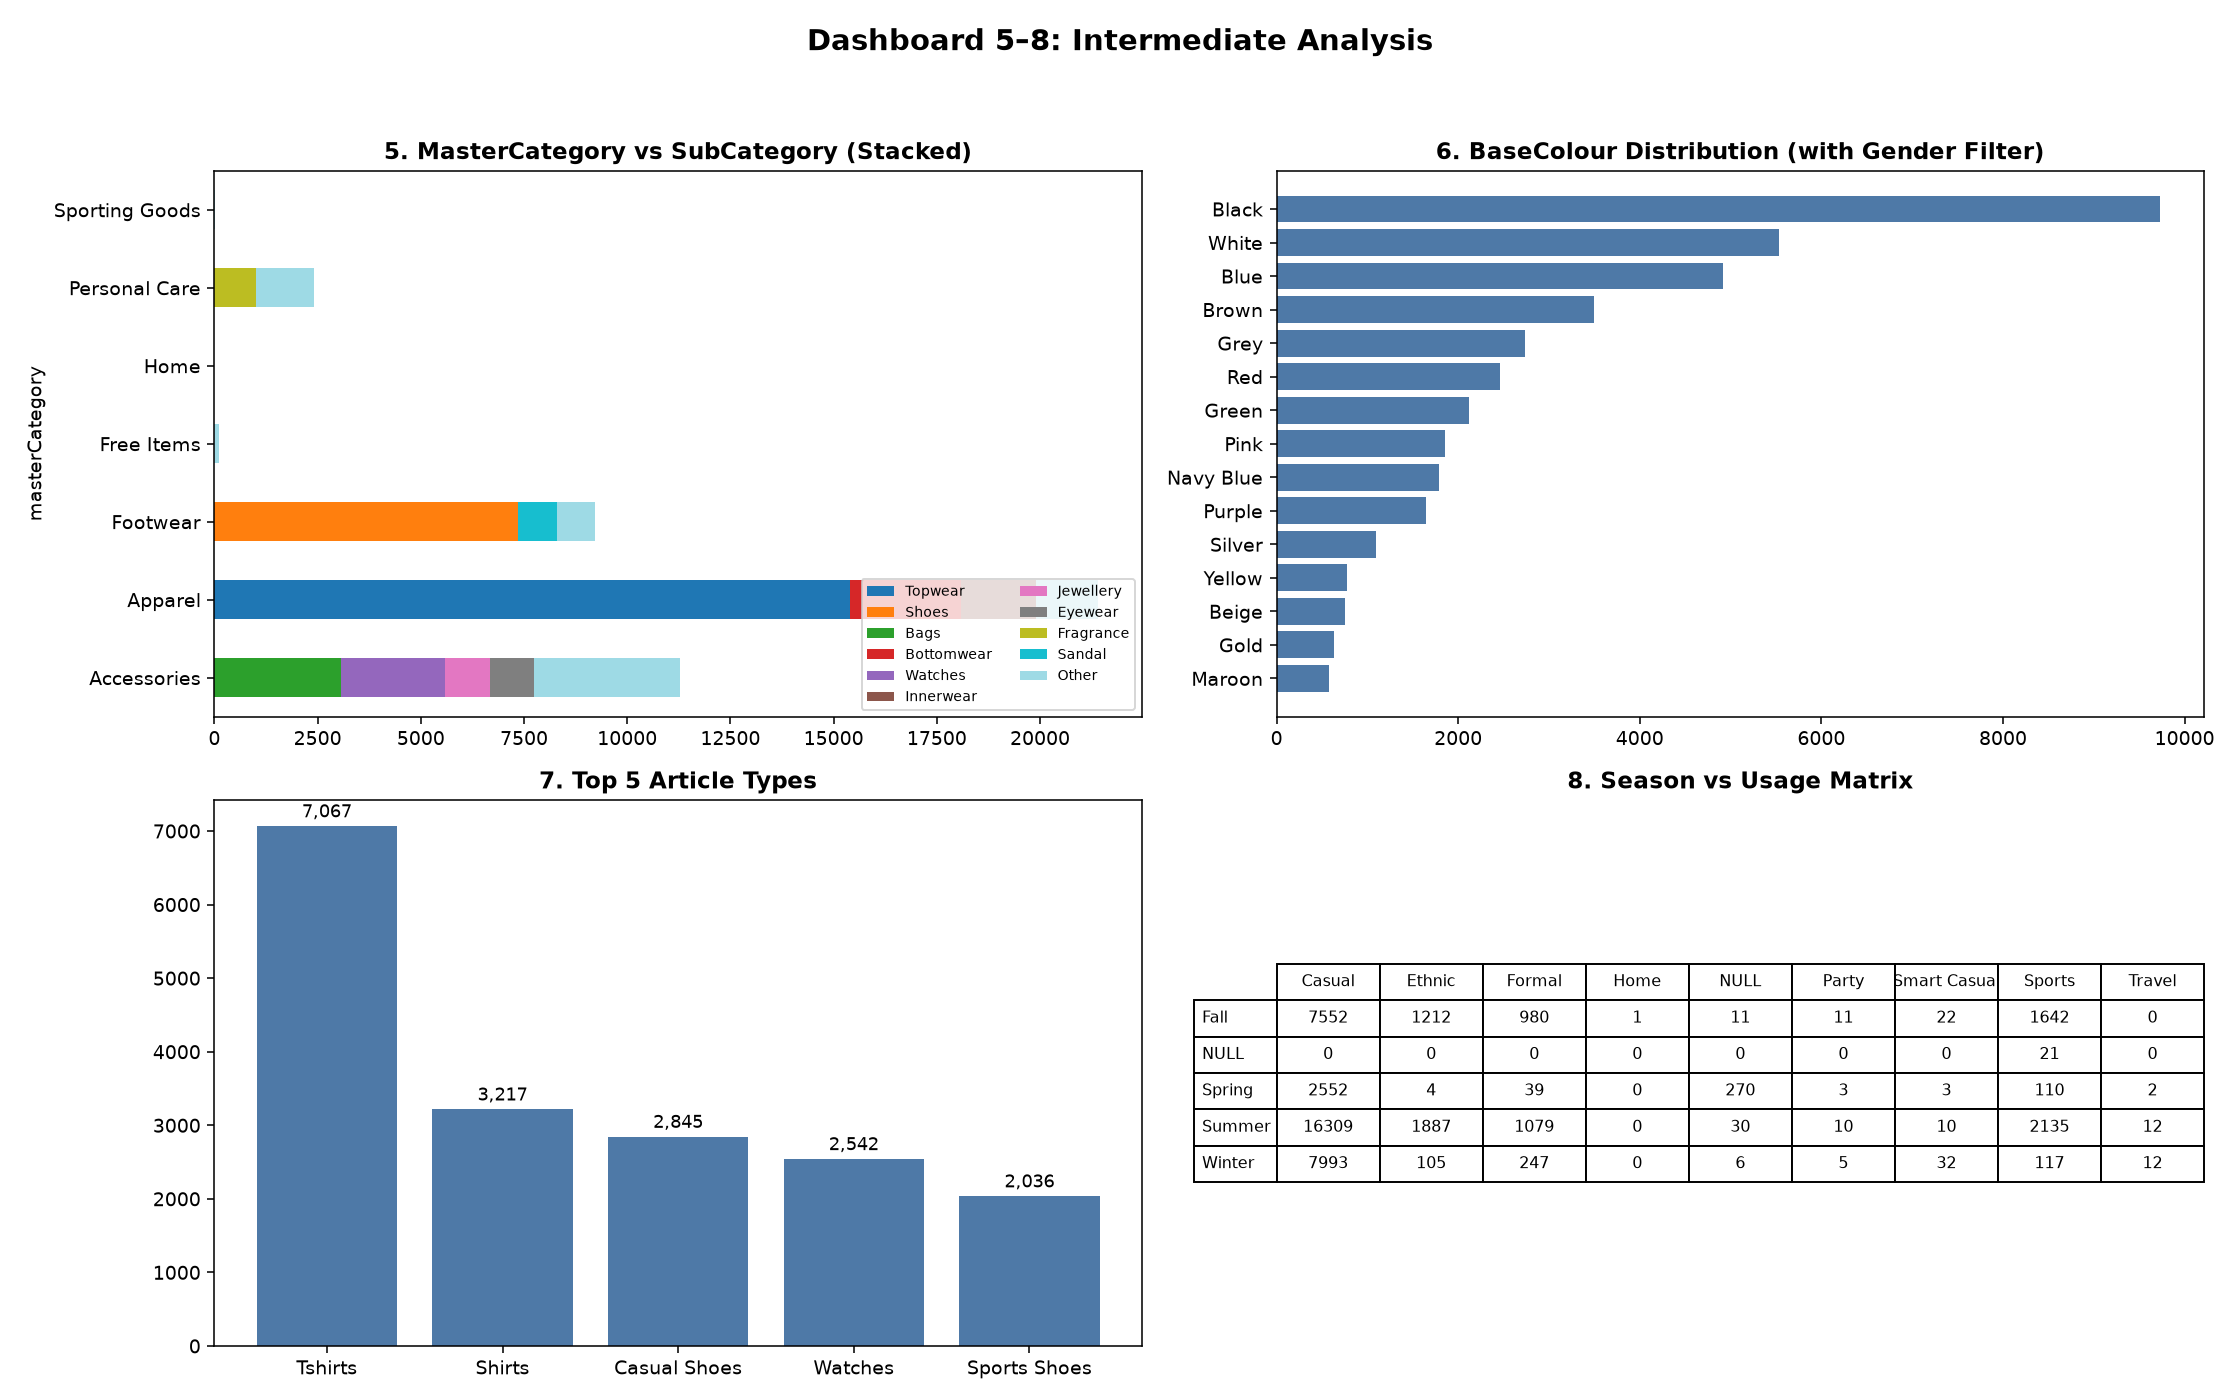 Dashboard 5–8: Intermediate Analysis
5. MasterCategory vs SubCategory (Stacked)
masterCategory
Sporting Goods
Personal Care
Home
Free Items
Footwear
Apparel
Accessories
0 2500 5000 7500 10000 12500 15000 17500 20000
Topwear
Shoes
Bags
Bottomwear
Watches
Innerwear
Jewellery
Eyewear
Fragrance
Sandal
Other
6. BaseColour Distribution (with Gender Filter)
Black
White
Blue
Brown
Grey
Red
Green
Pink
Navy Blue
Purple
Silver
Yellow
Beige
Gold
Maroon
0 2000 4000 6000 8000 10000
7. Top 5 Article Types
7000
6000
5000
4000
3000
2000
1000
0
7,067
3,217
2,845
2,542
2,036
Tshirts Shirts Casual Shoes Watches Sports Shoes
8. Season vs Usage Matrix
Casual Ethnic Formal Home NULL Party Smart Casual Sports Travel
Fall 7552 1212 980 1 11 11 22 1642 0
NULL 0 0 0 0 0 0 0 21 0
Spring 2552 4 39 0 270 3 3 110 2
Summer 16309 1887 1079 0 30 10 10 2135 12
Winter 7993 105 247 0 6 5 32 117 12